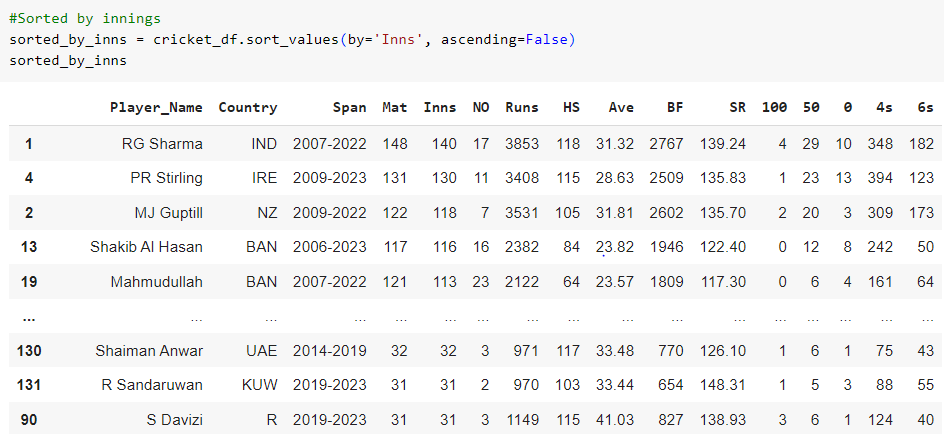 #Sorted by innings
sorted_by_inns = cricket_df.sort_values(by='Inns', ascending=False)
sorted_by_inns
Player_Name Country Span Mat Inns NO Runs HS Ave BF SR 100 50 0 4s 6s
1 RG Sharma IND 2007-2022 148 140 17 3853 118 31.32 2767 139.24 4 29 10 348 182
4 PR Stirling IRE 2009-2023 131 130 11 3408 115 28.63 2509 135.83 1 23 13 394 123
2 MJ Guptill NZ 2009-2022 122 118 7 3531 105 31.81 2602 135.70 2 20 3 309 173
13 Shakib Al Hasan BAN 2006-2023 117 116 16 2382 84 23.82 1946 122.40 0 12 8 242 50
19 Mahmudullah BAN 2007-2022 121 113 23 2122 64 23.57 1809 117.30 0 6 4 161 64
... ... ... ... ... ... ... ... ... ... ... ... ... ... ... ... ...
130 Shaiman Anwar UAE 2014-2019 32 32 3 971 117 33.48 770 126.10 1 6 1 75 43
131 R Sandaruwan KUW 2019-2023 31 31 2 970 103 33.44 654 148.31 1 5 3 88 55
90 S Davizi R 2019-2023 31 31 3 1149 115 41.03 827 138.93 3 6 1 124 40